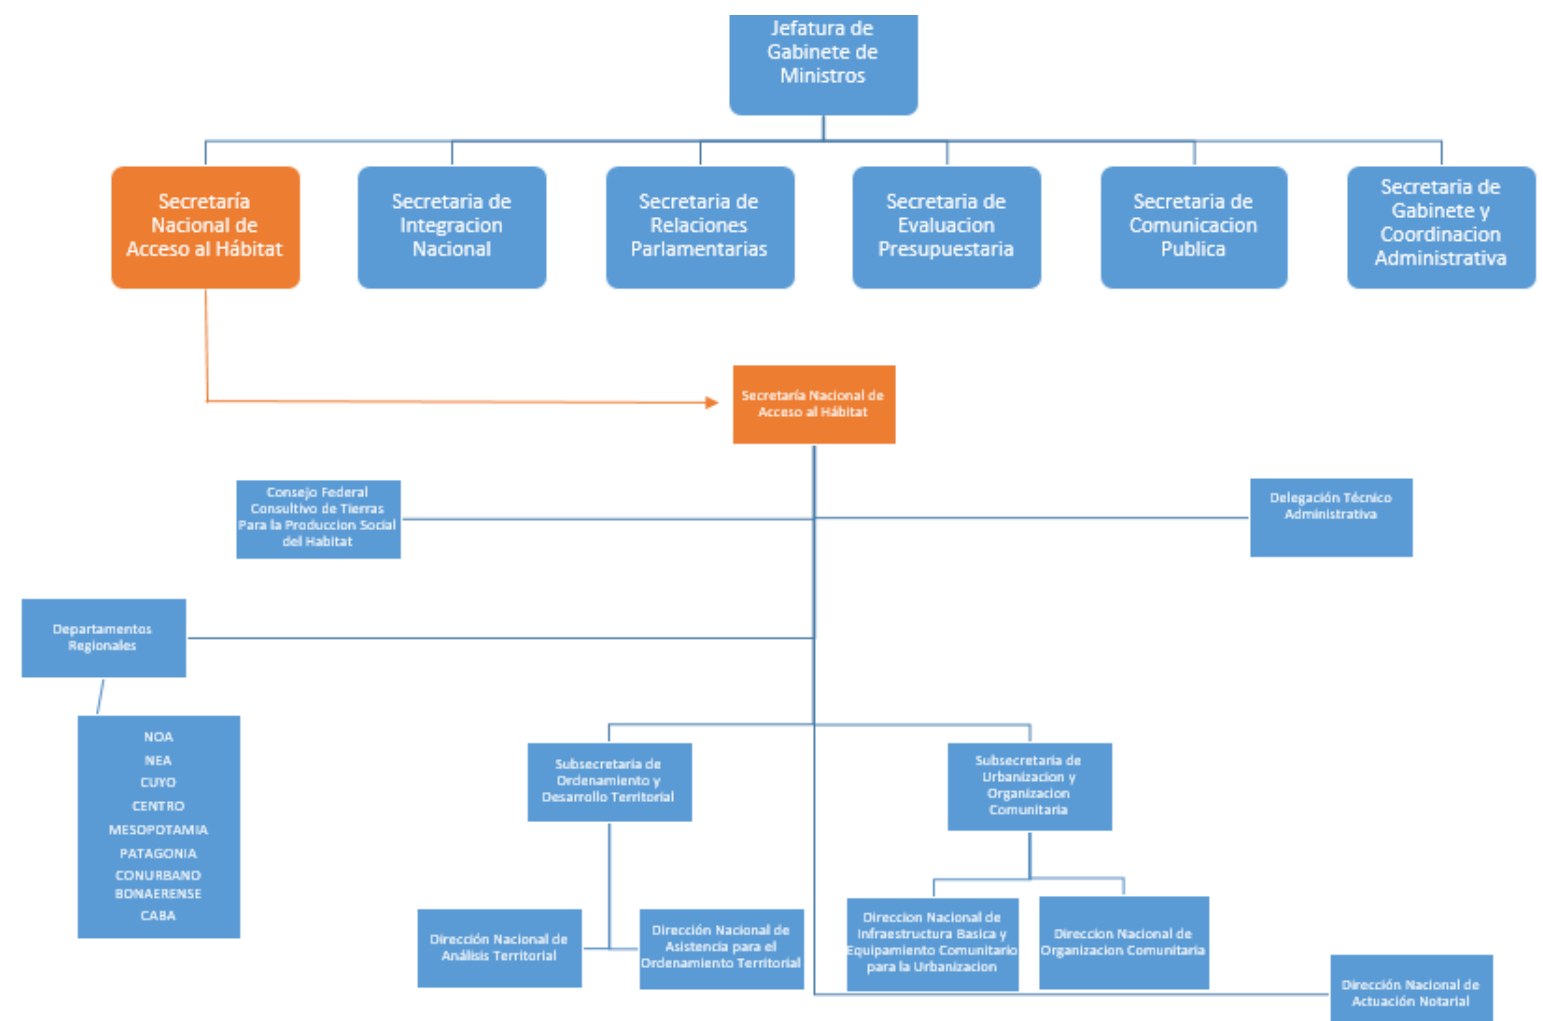 Jefatura de
Gabinete de
Ministros
Secretaría
Nacional de
Acceso al Hábitat
Secretaria de
Integracion
Nacional
Secretaria de
Relaciones
Parlamentarias
Secretaria de
Evaluacion
Presupuestaria
Secretaria de
Comunicacion
Publica
Secretaria de
Gabinete y
Coordinacion
Administrativa
Secretaría Nacional de
Acceso al Hábitat
Consejo Federal
Consultivo de Tierras
Para la Produccion Social
del Habitat
Delegación Técnico
Administrativa
Departamentos
Regionales
NOA
NEA
CUYO
CENTRO
MESOPOTAMIA
PATAGONIA
CONURBANO
BONAERENSE
CABA
Subsecretaria de
Ordenamiento y
Desarrollo Territorial
Subsecretaria de
Urbanizacion y
Organizacion
Comunitaria
Dirección Nacional de
Análisis Territorial
Dirección Nacional de
Asistencia para el
Ordenamiento Territorial
Direccion Nacional de
Infraestructura Basica y
Equipamiento Comunitario
para la Urbanizacion
Direccion Nacional de
Organizacion Comunitaria
Dirección Nacional de
Actuación Notarial